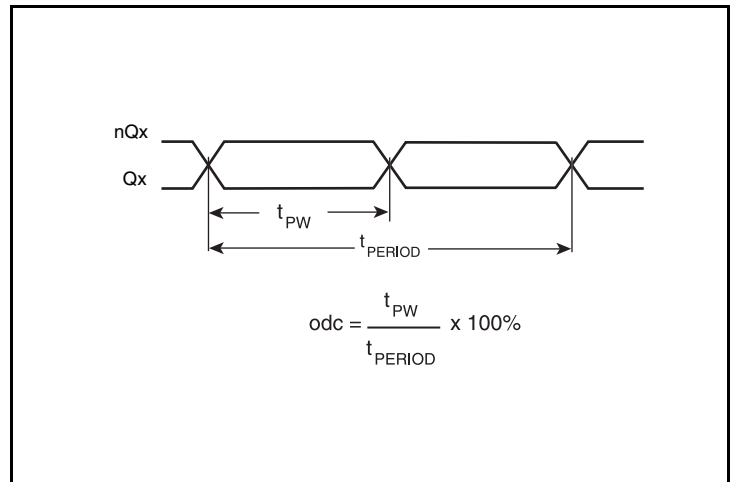 nQx
Qx
tPW
tPERIOD
odc = tPW / tPERIOD x 100%